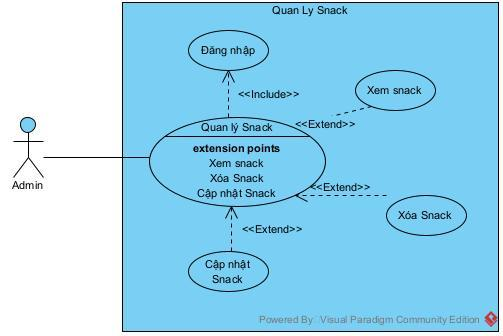 Quan Ly Snack
Đăng nhập
<<Include>>
Xem snack
<<Extend>>
Quan lý Snack
extension points
Xem snack
Xóa Snack
Cập nhật Snack
Admin
<<Extend>>
Xóa Snack
<<Extend>>
Cập nhật
Snack
Powered By: Visual Paradigm Community Edition